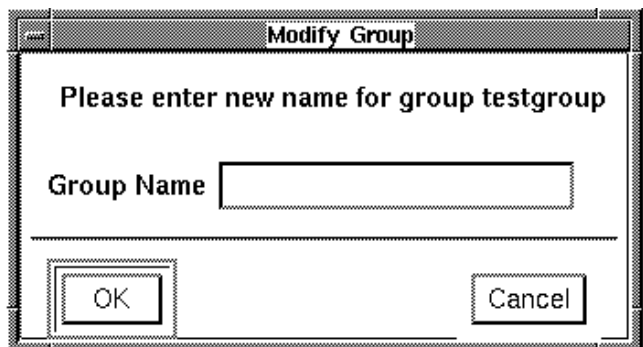 Modify Group
Please enter new name for group testgroup
Group Name
OK
Cancel